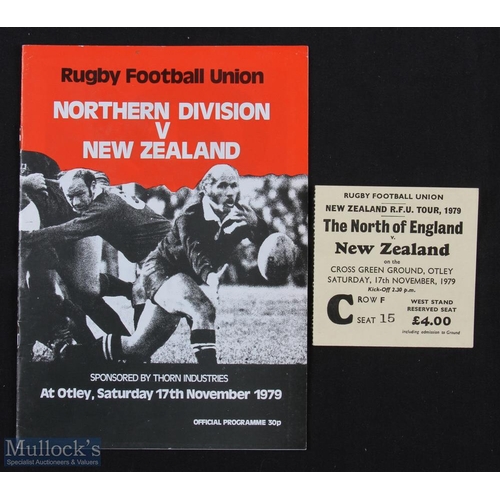 Rugby Football Union
NORTHERN DIVISION
V
NEW ZEALAND
SPONSORED BY THORN INDUSTRIES
At Otley, Saturday 17th November 1979
OFFICIAL PROGRAMME 30p
RUGBY FOOTBALL UNION
NEW ZEALAND R.F.U. TOUR, 1979
The North of England
v.
New Zealand
on the
CROSS GREEN GROUND, OTLEY
SATURDAY, 17th NOVEMBER, 1979
Kick-Off 2.30 p.m.
C ROW F
SEAT 15
WEST STAND
RESERVED SEAT
£4.00
including admission to Ground
Mullock's
Specialist Auctioneers & Valuers